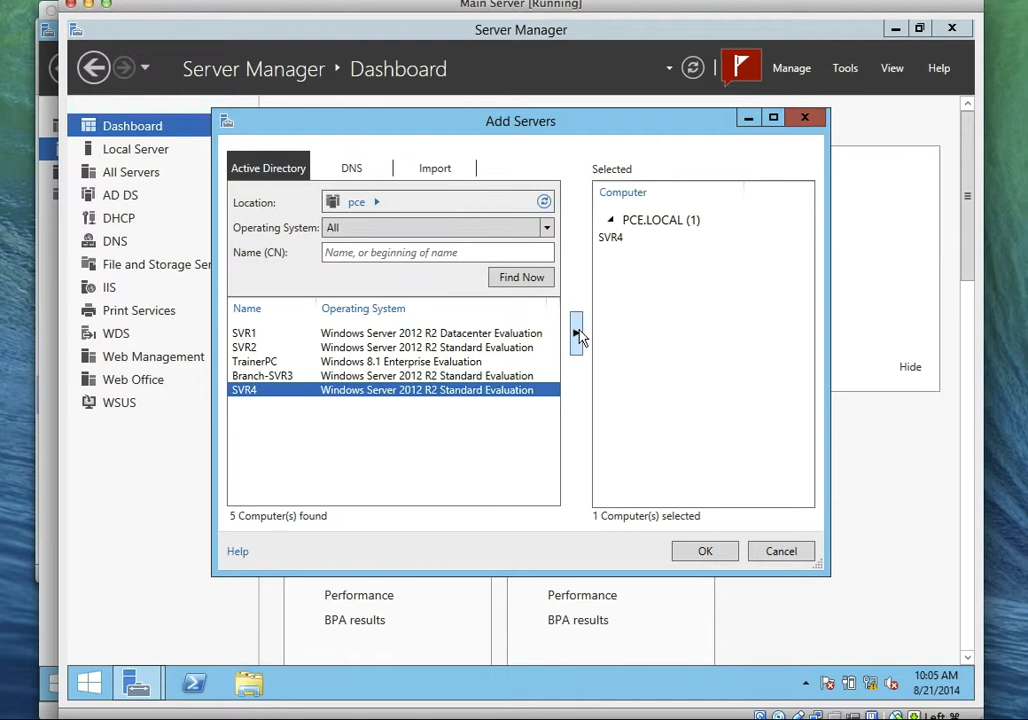 Main Server [Running]
Server Manager
Server Manager ‣ Dashboard
Manage Tools View Help
Dashboard
Local Server
All Servers
AD DS
DHCP
DNS
File and Storage Ser
IIS
Print Services
WDS
Web Management
Web Office
WSUS
Add Servers
Active Directory DNS Import
Location: pce
Operating System: All
Name (CN): Name, or beginning of name
Find Now
Name Operating System
SVR1 Windows Server 2012 R2 Datacenter Evaluation
SVR2 Windows Server 2012 R2 Standard Evaluation
TrainerPC Windows 8.1 Enterprise Evaluation
Branch-SVR3 Windows Server 2012 R2 Standard Evaluation
SVR4 Windows Server 2012 R2 Standard Evaluation
5 Computer(s) found
Selected
Computer
PCE.LOCAL (1)
SVR4
1 Computer(s) selected
Help
OK Cancel
Hide
Performance
BPA results
Performance
BPA results
10:05 AM
8/21/2014
Left ⌘